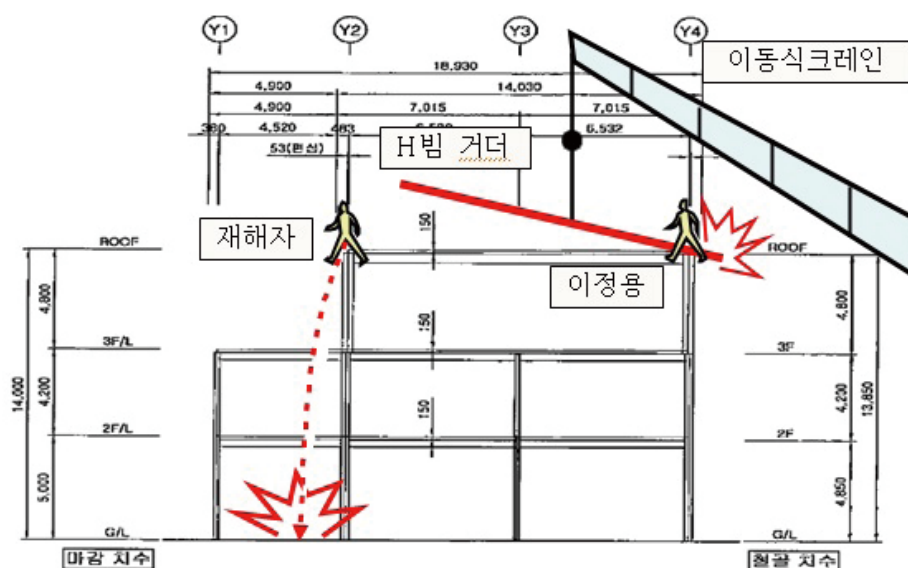 Y1 Y2 Y3 Y4
18,930
이동식크레인
4,900 14,030
4,900 7,015 7,015
360 4,520 483 6,532
53(편심)
H빔 거더
재해자
150
ROOF ROOF
이정용
4,800 4,800
150
3F/L 3F
14,000 4,200 4,200 13,850
150
2F/L 2F
5,000 4,850
G/L G/L
마감 치수 철골 치수